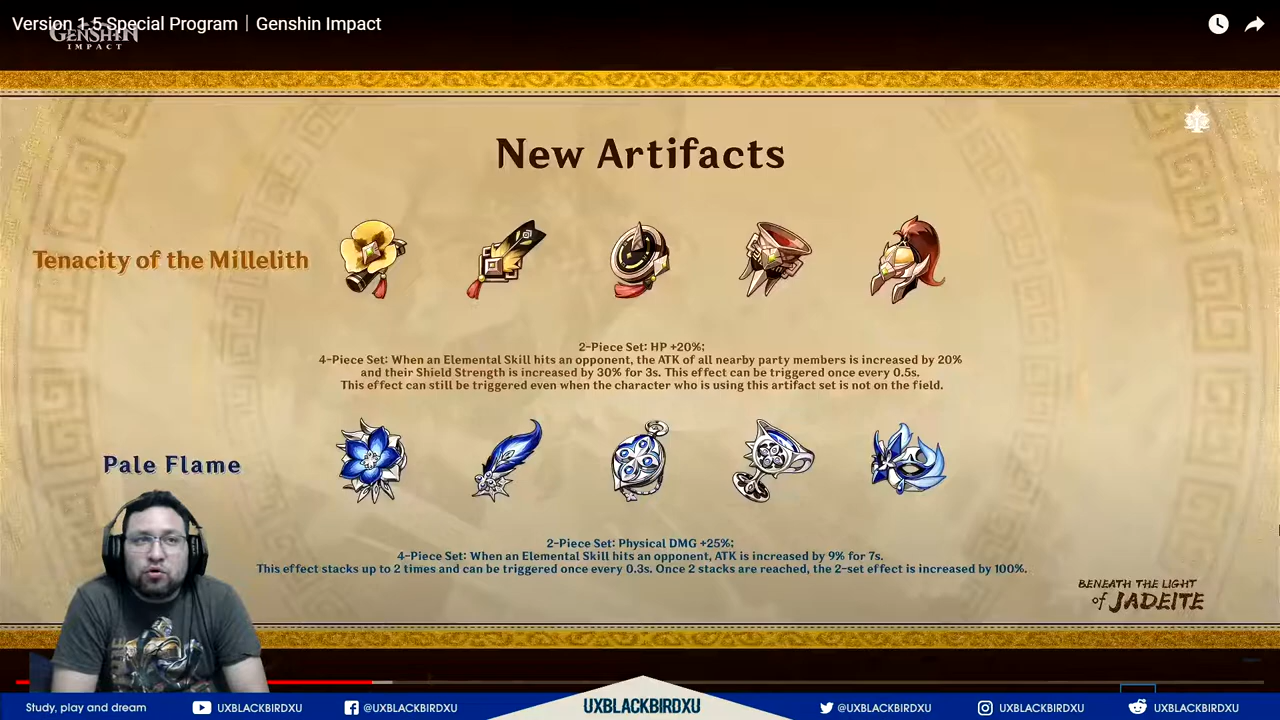 Version 1.5 Special Program | Genshin Impact
GENSHIN
IMPACT
New Artifacts
Tenacity of the Millelith
2-Piece Set: HP +20%;
4-Piece Set: When an Elemental Skill hits an opponent, the ATK of all nearby party members is increased by 20%
and their Shield Strength is increased by 30% for 3s. This effect can be triggered once every 0.5s.
This effect can still be triggered even when the character who is using this artifact set is not on the field.
Pale Flame
2-Piece Set: Physical DMG +25%;
4-Piece Set: When an Elemental Skill hits an opponent, ATK is increased by 9% for 7s.
This effect stacks up to 2 times and can be triggered once every 0.3s. Once 2 stacks are reached, the 2-set effect is increased by 100%.
BENEATH THE LIGHT
of JADEITE
Study, play and dream
UXBLACKBIRDXU
@UXBLACKBIRDXU
UXBLACKBIRDXU
@UXBLACKBIRDXU
UXBLACKBIRDXU
UXBLACKBIRDXU